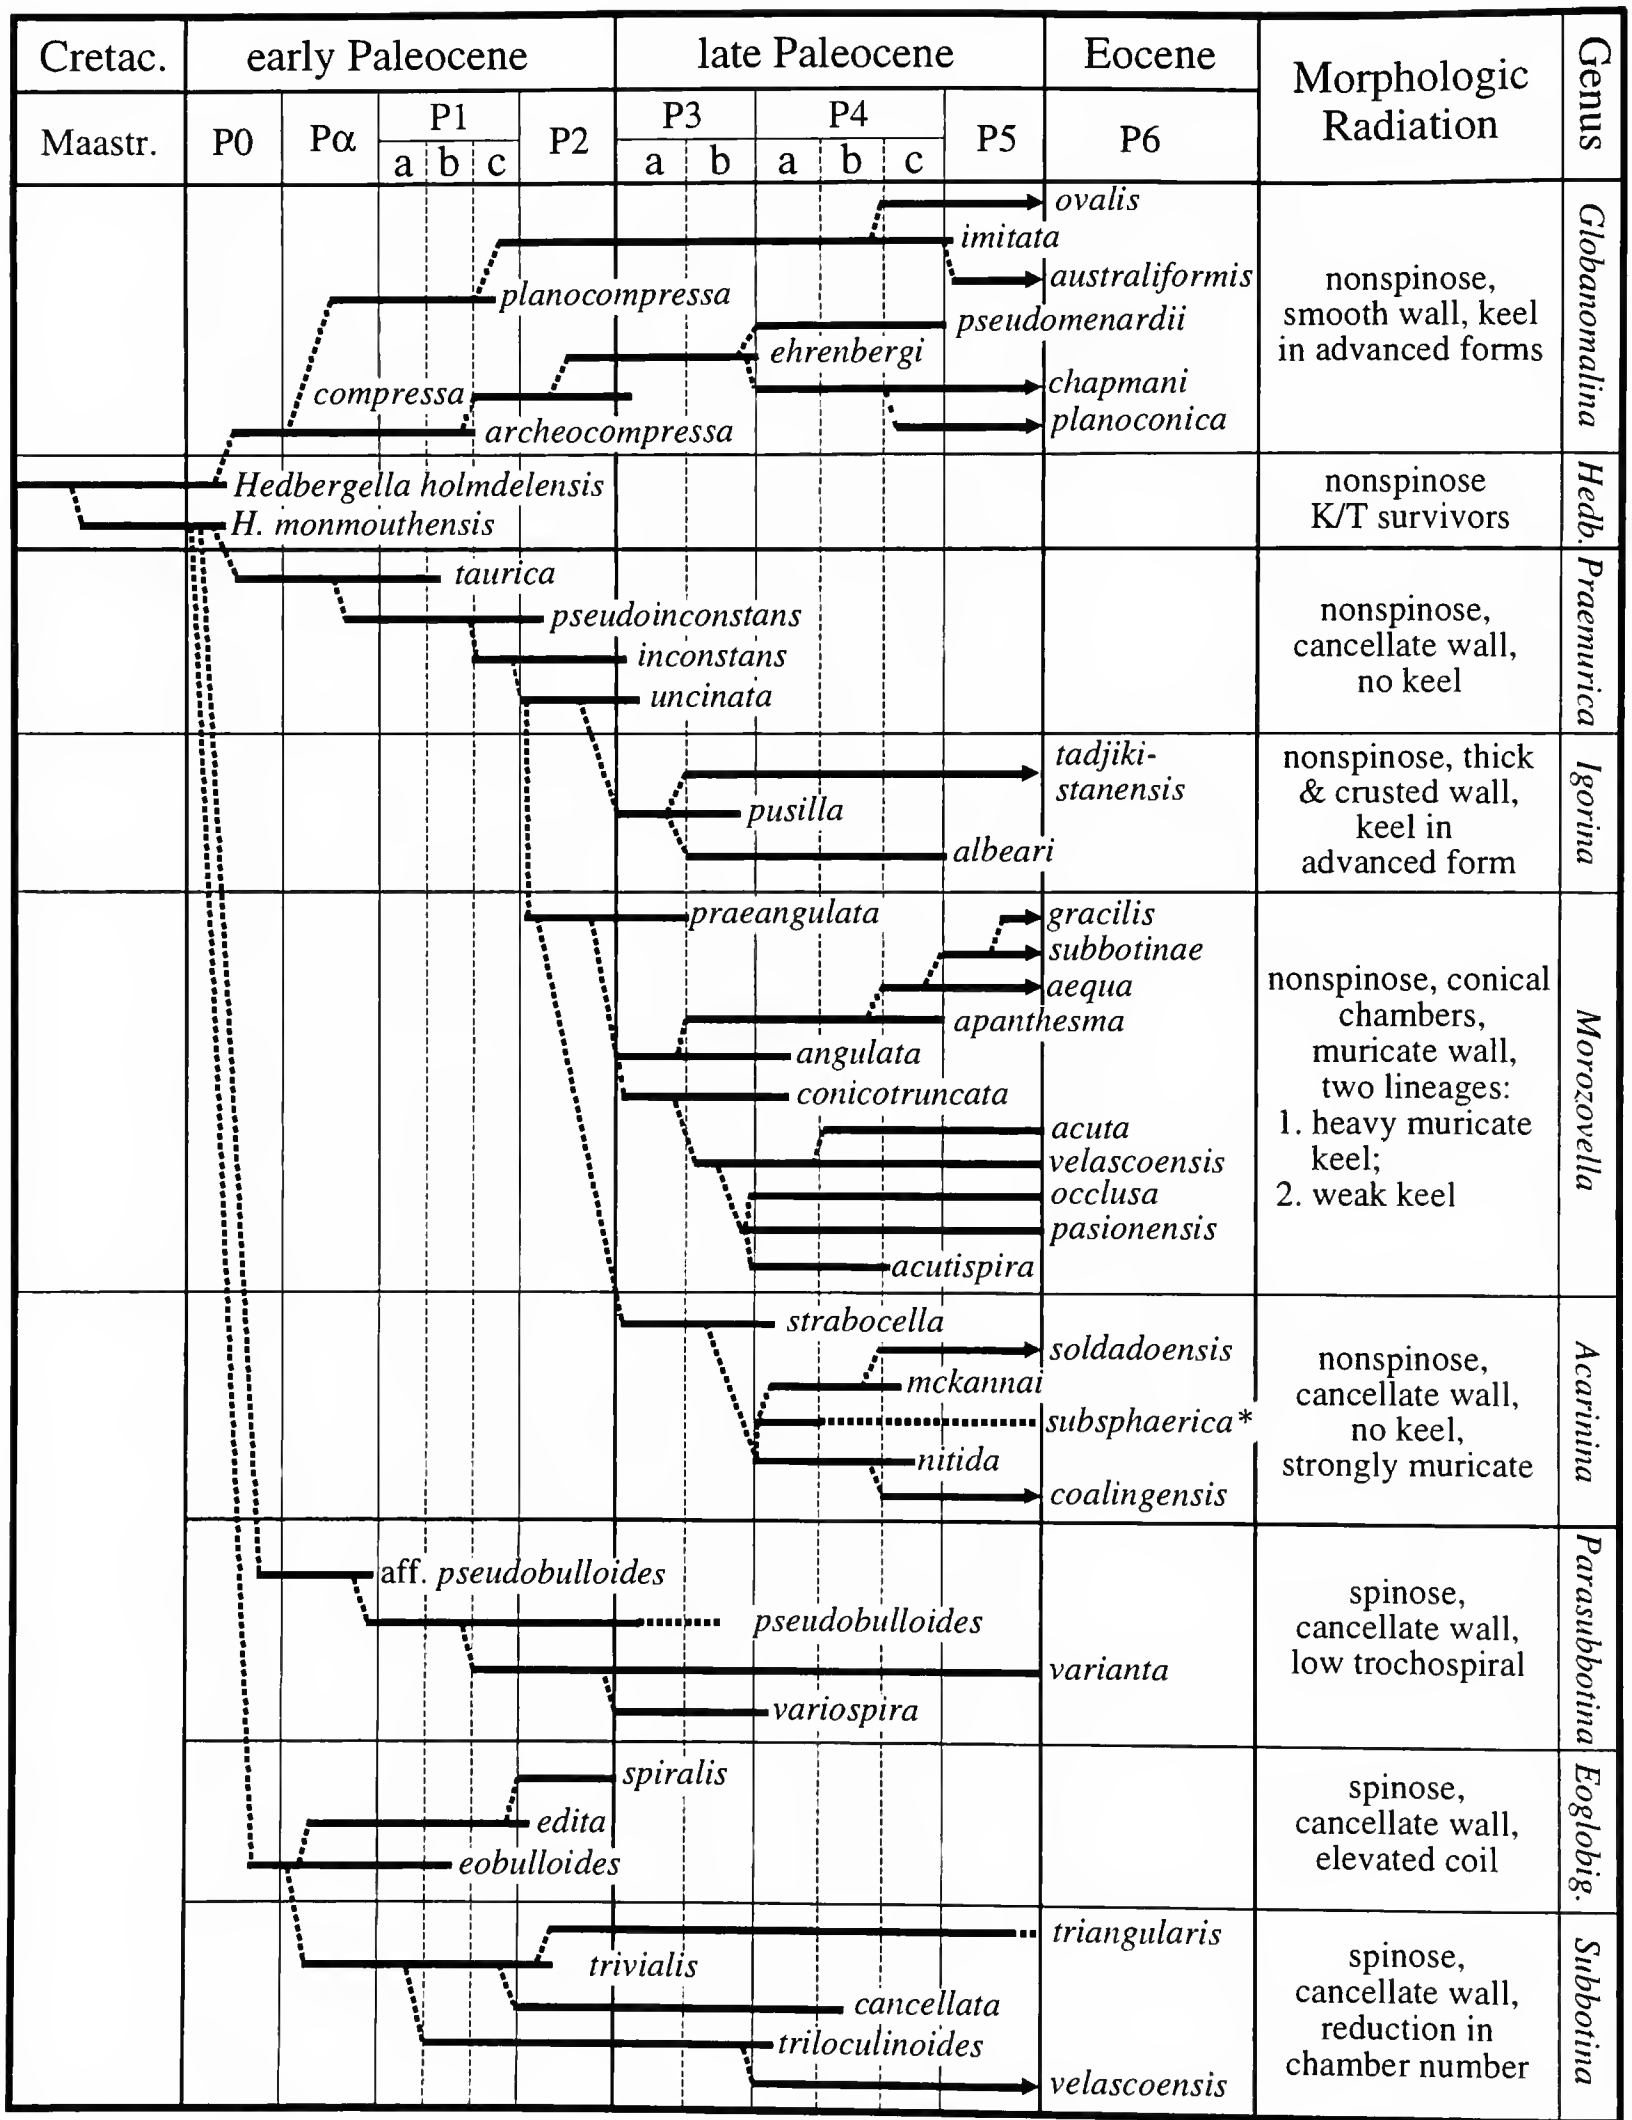 Cretac.
early Paleocene
late Paleocene
Eocene
Morphologic
Radiation
Genus
Maastr.
P0
Pα
P1
a b c
P2
P3
a b
P4
a b c
P5
P6
ovalis
imitata
australiformis
planocompressa
pseudomenardii
ehrenbergi
compressa
chapmani
planoconica
archeocompressa
nonspinose,
smooth wall, keel
in advanced forms
Globanomalina
Hedbergella holmdelensis
H. monmouthensis
nonspinose
K/T survivors
Hedb.
taurica
pseudoinconstans
inconstans
uncinata
nonspinose,
cancellate wall,
no keel
Praemurica
tadjiki-
stanensis
pusilla
albeari
nonspinose, thick
& crusted wall,
keel in
advanced form
Igorina
praeangulata
gracilis
subbotinae
aequa
apanthesma
angulata
conicotruncata
acuta
velascoensis
occlusa
pasionensis
acutispira
nonspinose, conical
chambers,
muricate wall,
two lineages:
1. heavy muricate
keel;
2. weak keel
Morozovella
strabocella
soldadoensis
mckannai
subsphaerica*
nitida
coalingensis
nonspinose,
cancellate wall,
no keel,
strongly muricate
Acarinina
aff. pseudobulloides
pseudobulloides
varianta
variospira
spinose,
cancellate wall,
low trochospiral
Parasubbotina
spiralis
edita
eobulloides
spinose,
cancellate wall,
elevated coil
Eoglobig.
triangularis
trivialis
cancellata
triloculinoides
velascoensis
spinose,
cancellate wall,
reduction in
chamber number
Subbotina